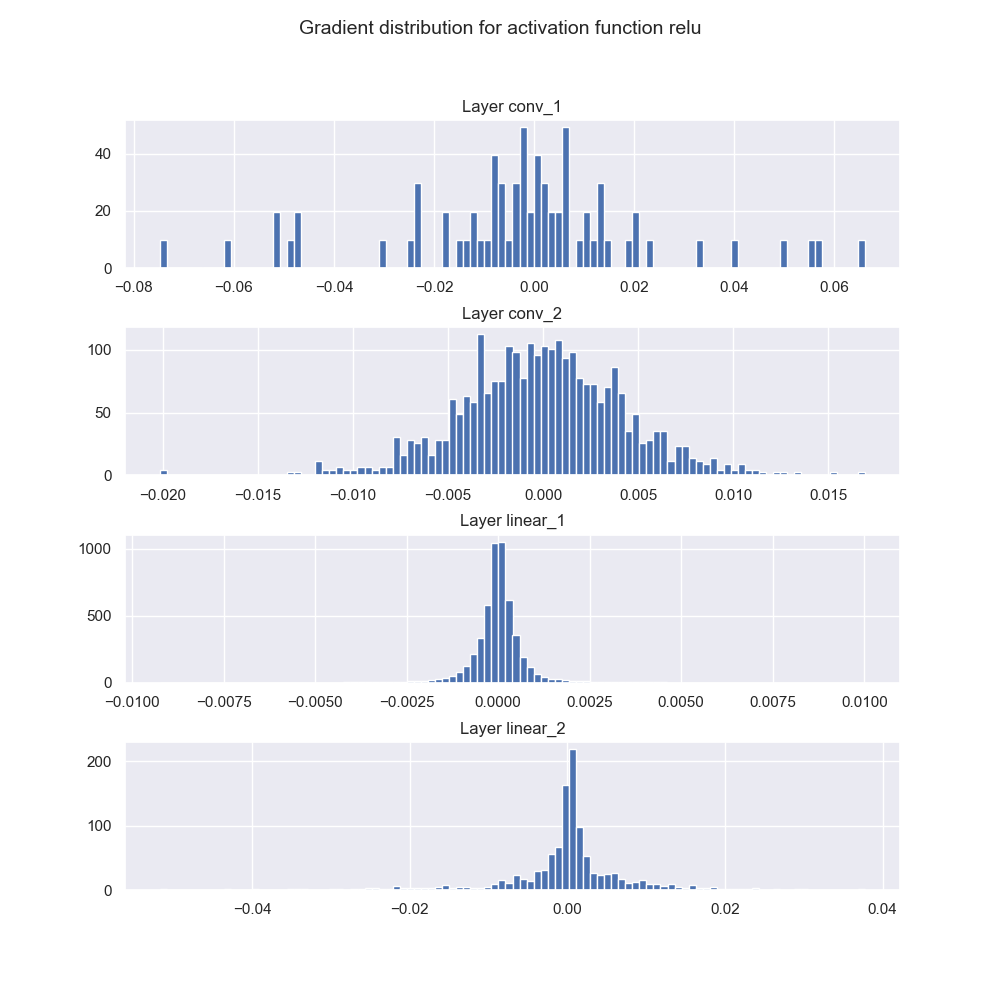 Gradient distribution for activation function relu
Layer conv_1
40
20
0
−0.08 −0.06 −0.04 −0.02 0.00 0.02 0.04 0.06
Layer conv_2
100
50
0
−0.020 −0.015 −0.010 −0.005 0.000 0.005 0.010 0.015
Layer linear_1
1000
500
0
−0.0100 −0.0075 −0.0050 −0.0025 0.0000 0.0025 0.0050 0.0075 0.0100
Layer linear_2
200
100
0
−0.04 −0.02 0.00 0.02 0.04